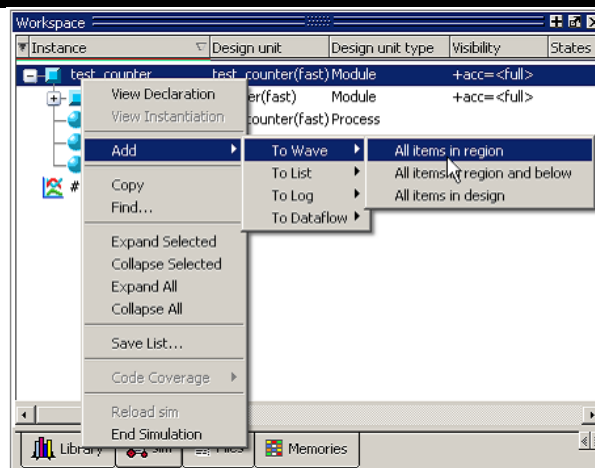 Workspace
Instance Design unit Design unit type Visibility States
test_counter test_counter(fast) Module +acc=<full>
er(fast) Module +acc=<full>
counter(fast) Process
#
View Declaration
View Instantiation
Add
Copy
Find...
Expand Selected
Collapse Selected
Expand All
Collapse All
Save List...
Code Coverage
Reload sim
End Simulation
To Wave
To List
To Log
To Dataflow
All items in region
All items in region and below
All items in design
Library Sim Files Memories